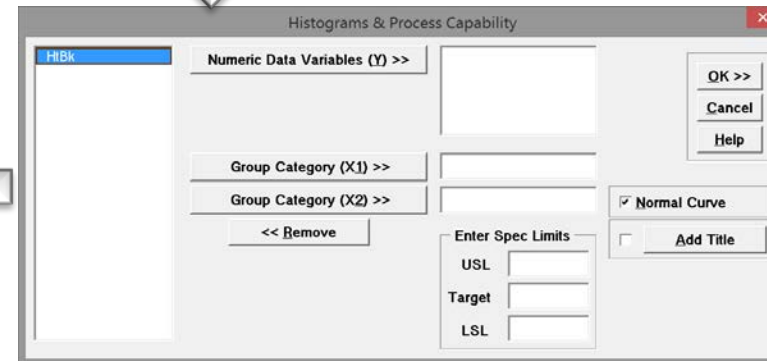 Histograms & Process Capability
HtBk
Numeric Data Variables (Y) >>
OK >>
Cancel
Help
Group Category (X1) >>
Group Category (X2) >>
Normal Curve
<< Remove
Enter Spec Limits
Add Title
USL
Target
LSL